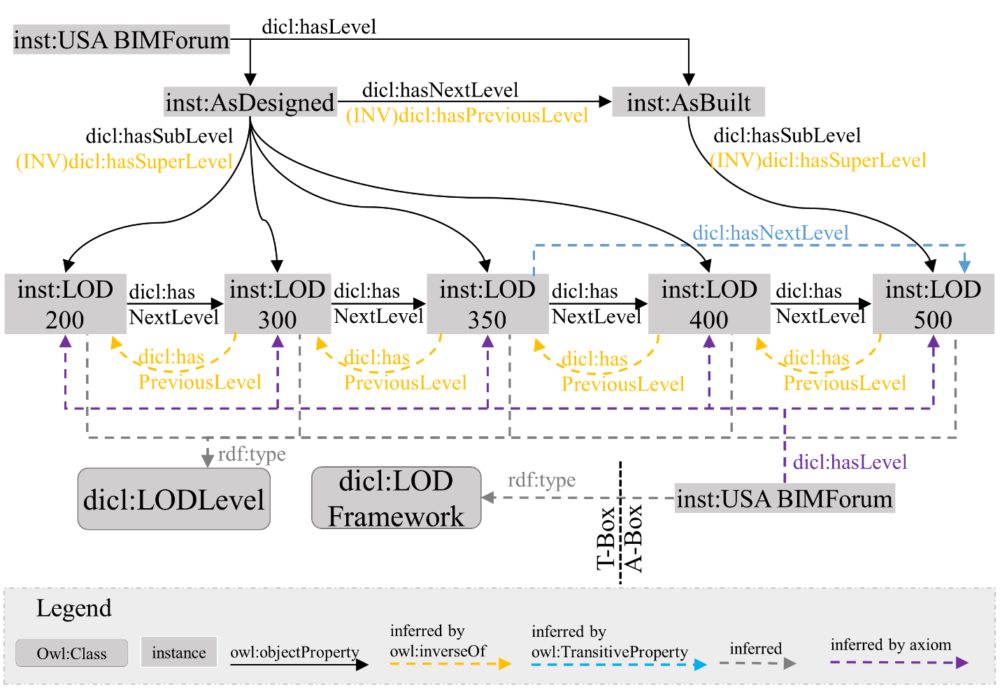 dicl:hasLevel
inst:USA BIMForum
inst:AsDesigned
dicl:hasNextLevel
(INV)dicl:hasPreviousLevel
inst:AsBuilt
dicl:hasSubLevel
(INV)dicl:hasSuperLevel
dicl:hasSubLevel
(INV)dicl:hasSuperLevel
dicl:hasNextLevel
inst:LOD
200
dicl:has
NextLevel
inst:LOD
300
dicl:has
NextLevel
inst:LOD
350
dicl:has
NextLevel
inst:LOD
400
dicl:has
NextLevel
inst:LOD
500
dicl:has
PreviousLevel
dicl:has
PreviousLevel
dicl:has
PreviousLevel
dicl:has
PreviousLevel
rdf:type
dicl:hasLevel
dicl:LODLevel
dicl:LOD
Framework
rdf:type
inst:USA BIMForum
T-Box
A-Box
Legend
Owl:Class
instance
owl:objectProperty
inferred by
owl:inverseOf
inferred by
owl:TransitiveProperty
inferred
inferred by axiom